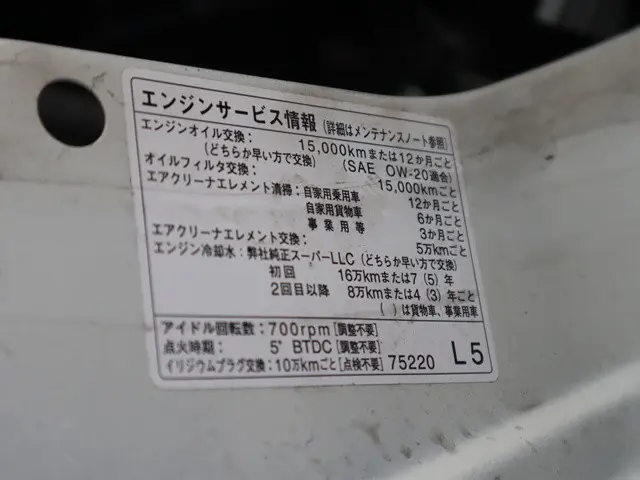 エンジンサービス情報 (詳細はメンテナンスノート参照)
エンジンオイル交換: 15,000kmまたは12か月ごと
(どちらか早い方で交換) (SAE 0W-20適合)
オイルフィルタ交換: 15,000kmごと
エアクリーナエレメント清掃:自家用乗用車 12か月ごと
自家用貨物車 6か月ごと
事業用等 3か月ごと
エアクリーナエレメント交換: 5万kmごと
エンジン冷却水:弊社純正スーパーLLC (どちらか早い方で交換)
初回 16万kmまたは7 (5) 年
2回目以降 8万kmまたは4 (3) 年ごと
( )は貨物車、事業用車
アイドル回転数:700rpm [調整不要]
点火時期: 5° BTDC [調整不要]
イリジウムプラグ交換:10万kmごと[点検不要] 75220 L5